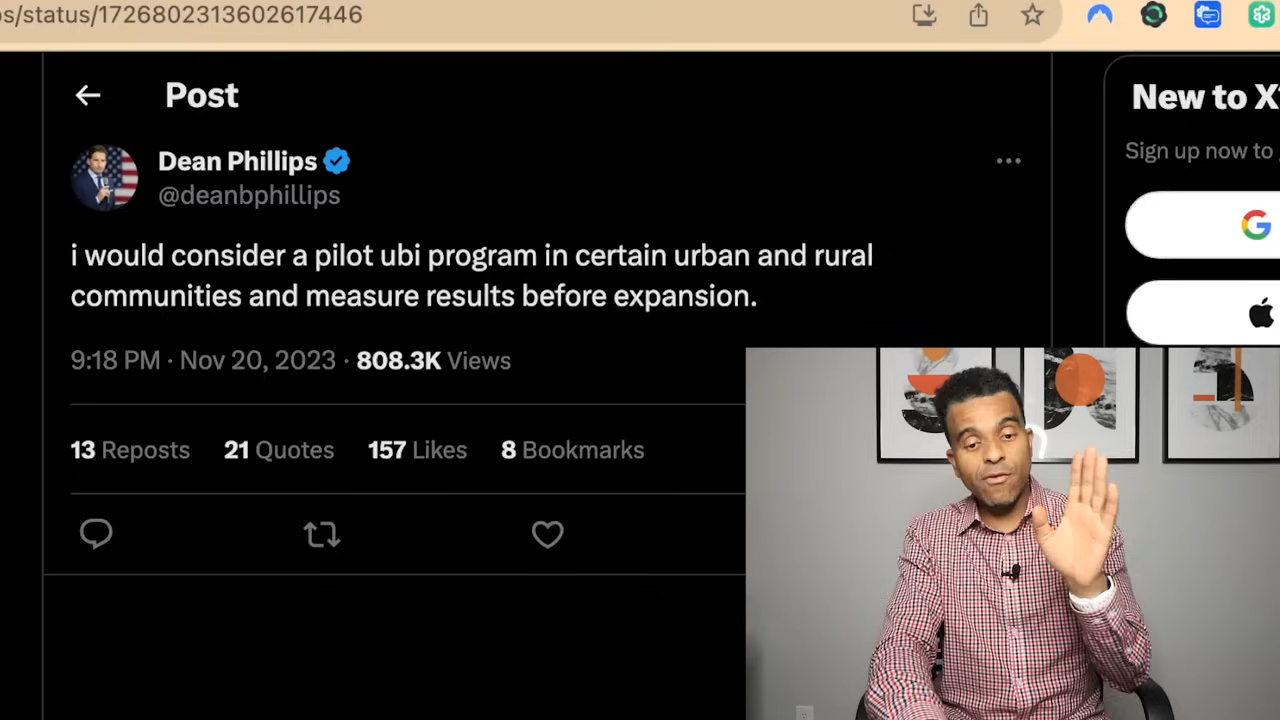 os/status/1726802313602617446
Post
New to X?
Dean Phillips
@deanbphillips
Sign up now to
i would consider a pilot ubi program in certain urban and rural
communities and measure results before expansion.
9:18 PM · Nov 20, 2023 · 808.3K Views
13 Reposts 21 Quotes 157 Likes 8 Bookmarks